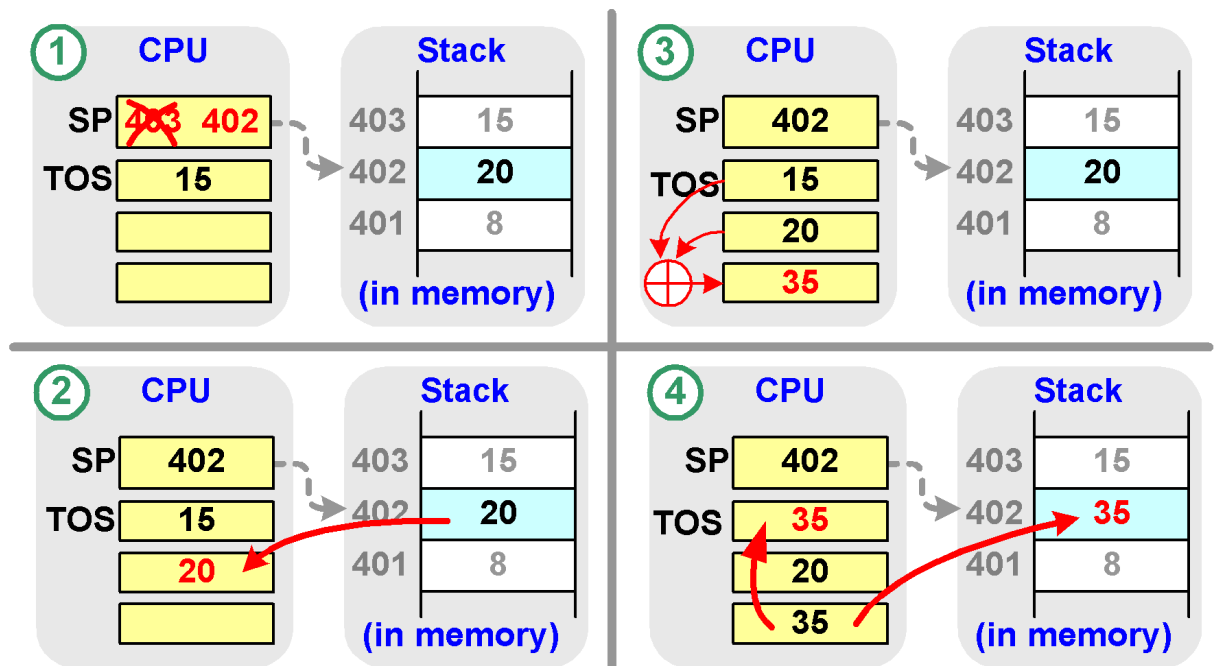 1 CPU Stack
SP 403 402 403 15
TOS 15 402 20
401 8
(in memory)
3 CPU Stack
SP 402 403 15
TOS 15 402 20
20 401 8
35
(in memory)
2 CPU Stack
SP 402 403 15
TOS 15 402 20
20 401 8
(in memory)
4 CPU Stack
SP 402 403 15
TOS 35 402 35
20 401 8
35
(in memory)